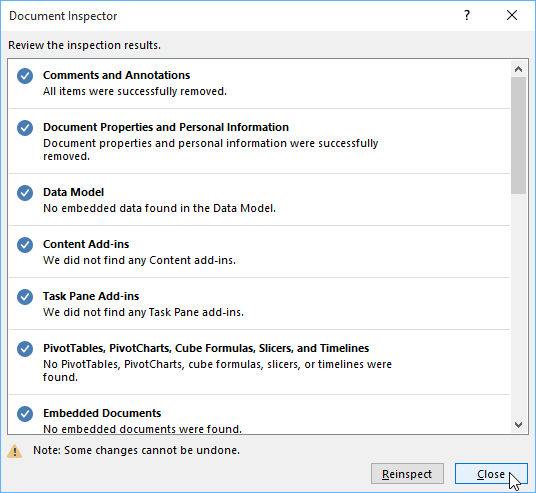 Document Inspector
?
Review the inspection results.
Comments and Annotations
All items were successfully removed.
Document Properties and Personal Information
Document properties and personal information were successfully
removed.
Data Model
No embedded data found in the Data Model.
Content Add-ins
We did not find any Content add-ins.
Task Pane Add-ins
We did not find any Task Pane add-ins.
PivotTables, PivotCharts, Cube Formulas, Slicers, and Timelines
No PivotTables, PivotCharts, cube formulas, slicers, or timelines were
found.
Embedded Documents
No embedded documents were found.
Note: Some changes cannot be undone.
Reinspect
Close